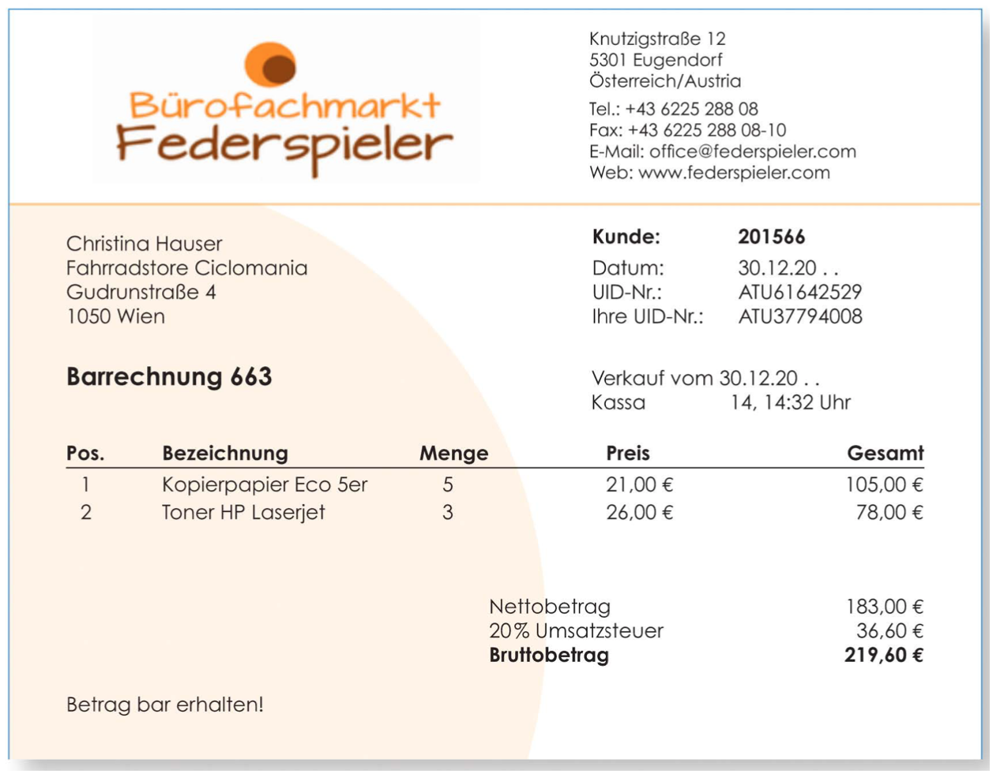 Bürofachmarkt
Federspieler
Knutzigstraße 12
5301 Eugendorf
Österreich/Austria
Tel.: +43 6225 288 08
Fax: +43 6225 288 08-10
E-Mail: office@federspieler.com
Web: www.federspieler.com
Christina Hauser
Fahrradstore Ciclomania
Gudrunstraße 4
1050 Wien
Kunde: 201566
Datum: 30.12.20 . .
UID-Nr.: ATU61642529
Ihre UID-Nr.: ATU37794008
Barrechnung 663
Verkauf vom 30.12.20 . .
Kassa 14, 14:32 Uhr
Pos. Bezeichnung Menge Preis Gesamt
1 Kopierpapier Eco 5er 5 21,00 € 105,00 €
2 Toner HP Laserjet 3 26,00 € 78,00 €
Nettobetrag 183,00 €
20% Umsatzsteuer 36,60 €
Bruttobetrag 219,60 €
Betrag bar erhalten!